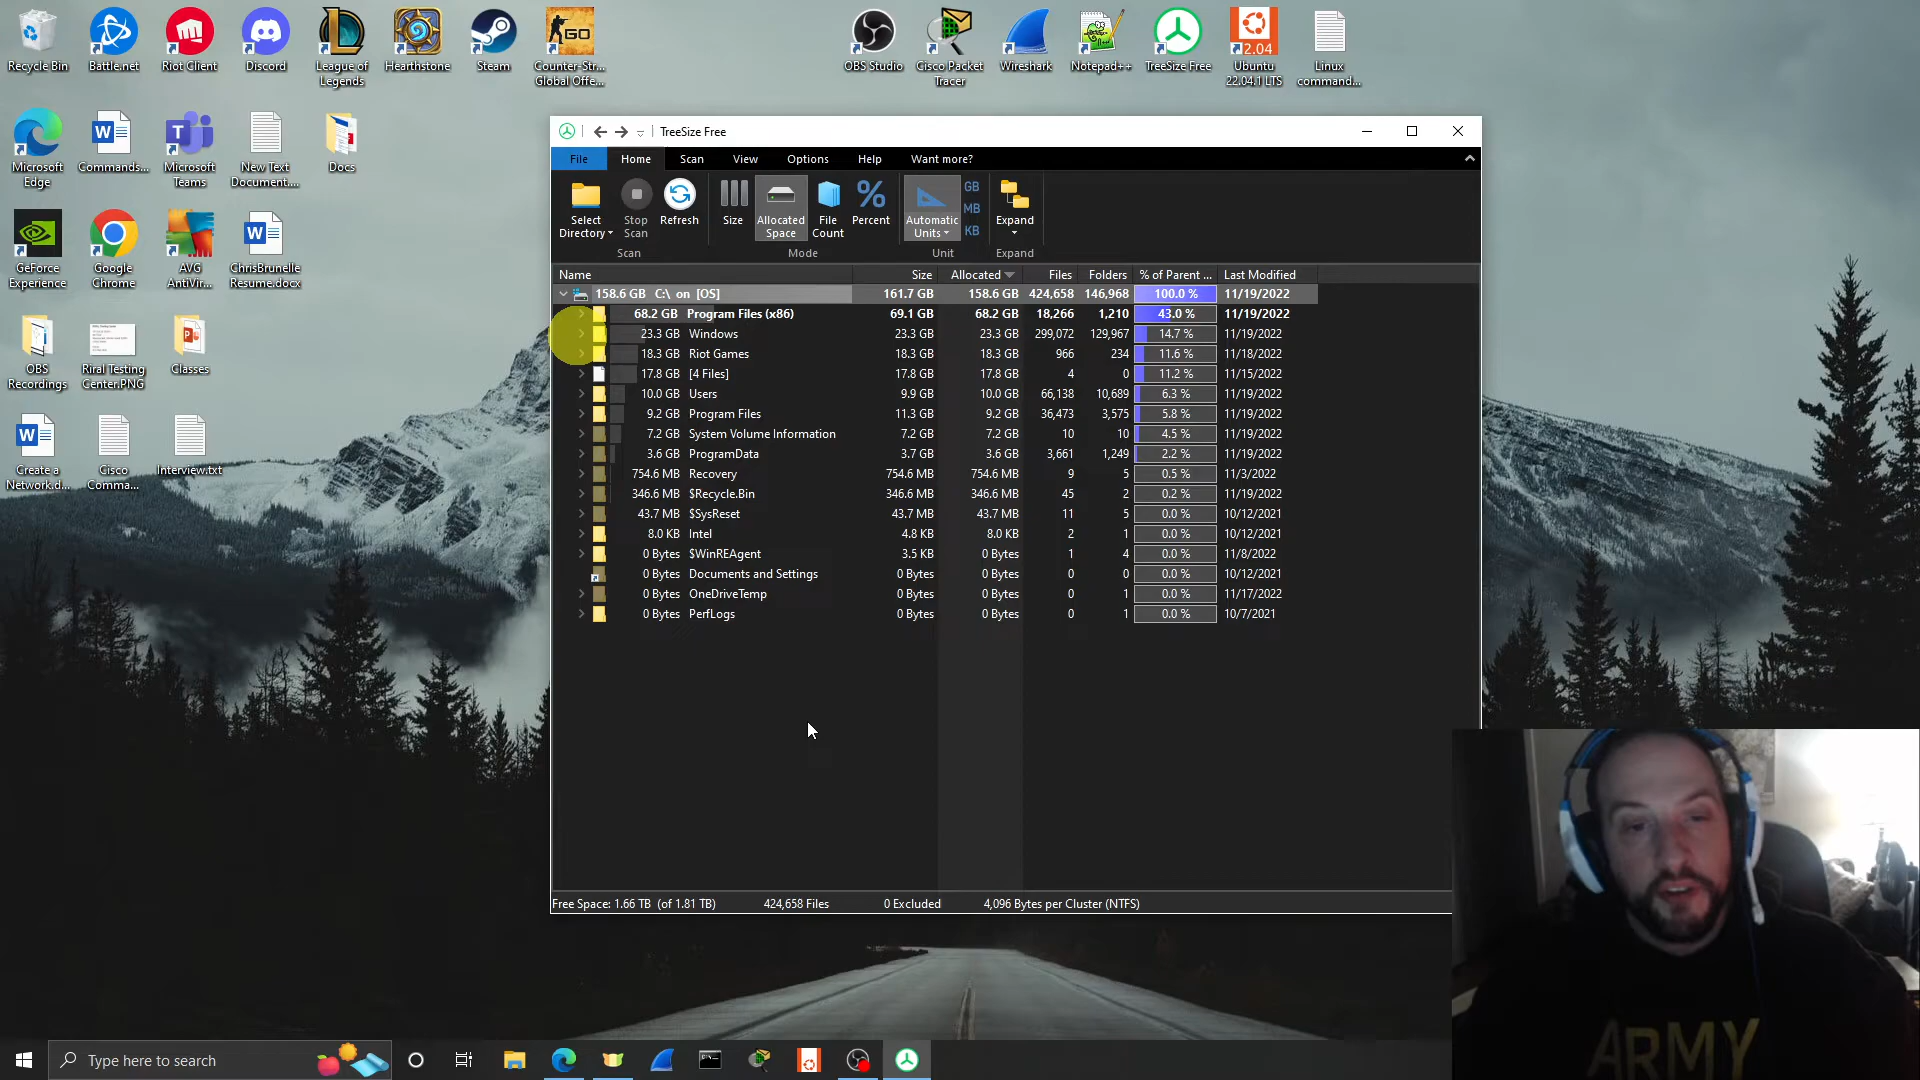 Recycle Bin
Battle.net
Riot Client
Discord
League of
Legends
Hearthstone
Steam
Counter-Str...
Global Offe...
OBS Studio
Cisco Packet
Tracer
Wireshark
Notepad++
TreeSize Free
Ubuntu
22.04.1 LTS
Linux
command...
Microsoft
Edge
Commands...
Microsoft
Teams
New Text
Document....
Docs
GeForce
Experience
Google
Chrome
AVG
AntiVir...
ChrisBrunelle
Resume.docx
OBS
Recordings
Riral Testing
Center.PNG
Classes
Create a
Network.d...
Cisco
Comma...
Interview.txt
GO
2.04
TreeSize Free
File Home Scan View Options Help Want more?
Select
Directory
Stop
Scan
Refresh
Size
Allocated
Space
File
Count
Percent
Automatic
Units
GB
MB
KB
Expand
Scan Mode Unit Expand
Name Size Allocated Files Folders % of Parent ... Last Modified
158.6 GB C:\ on [OS] 161.7 GB 158.6 GB 424,658 146,968 100.0 % 11/19/2022
68.2 GB Program Files (x86) 69.1 GB 68.2 GB 18,266 1,210 43.0 % 11/19/2022
23.3 GB Windows 23.3 GB 23.3 GB 299,072 129,967 14.7 % 11/19/2022
18.3 GB Riot Games 18.3 GB 18.3 GB 966 234 11.6 % 11/18/2022
17.8 GB [4 Files] 17.8 GB 17.8 GB 4 0 11.2 % 11/15/2022
10.0 GB Users 9.9 GB 10.0 GB 66,138 10,689 6.3 % 11/19/2022
9.2 GB Program Files 11.3 GB 9.2 GB 36,473 3,575 5.8 % 11/19/2022
7.2 GB System Volume Information 7.2 GB 7.2 GB 10 10 4.5 % 11/19/2022
3.6 GB ProgramData 3.7 GB 3.6 GB 3,661 1,249 2.2 % 11/19/2022
754.6 MB Recovery 754.6 MB 754.6 MB 9 5 0.5 % 11/3/2022
346.6 MB $Recycle.Bin 346.6 MB 346.6 MB 45 2 0.2 % 11/19/2022
43.7 MB $SysReset 43.7 MB 43.7 MB 11 5 0.0 % 10/12/2021
8.0 KB Intel 4.8 KB 8.0 KB 2 1 0.0 % 10/12/2021
0 Bytes $WinREAgent 3.5 KB 0 Bytes 1 4 0.0 % 11/8/2022
0 Bytes Documents and Settings 0 Bytes 0 Bytes 0 0 0.0 % 10/12/2021
0 Bytes OneDriveTemp 0 Bytes 0 Bytes 0 1 0.0 % 11/17/2022
0 Bytes PerfLogs 0 Bytes 0 Bytes 0 1 0.0 % 10/7/2021
Free Space: 1.66 TB (of 1.81 TB) 424,658 Files 0 Excluded 4,096 Bytes per Cluster (NTFS)
ARMY
Type here to search